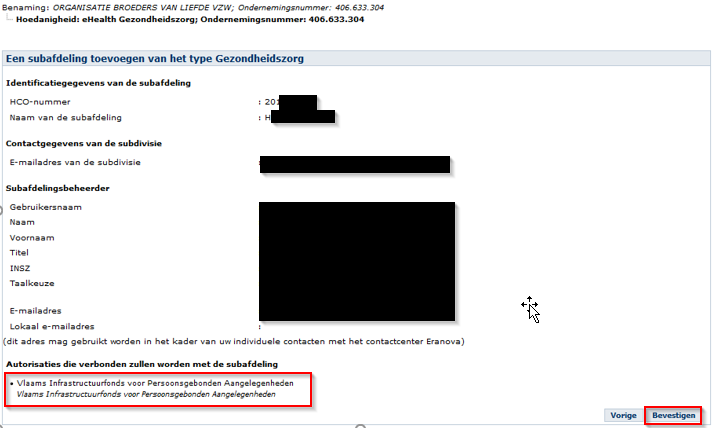 Benaming: ORGANISATIE BROEDERS VAN LIEFDE VZW; Ondernemingsnummer: 406.633.304
Hoedanigheid: eHealth Gezondheidszorg; Ondernemingsnummer: 406.633.304
Een subafdeling toevoegen van het type Gezondheidszorg
Identificatiegegevens van de subafdeling
HCO-nummer : 201
Naam van de subafdeling : H
Contactgegevens van de subdivisie
E-mailadres van de subdivisie :
Subafdelingsbeheerder
Gebruikersnaam
Naam
Voornaam
Titel
INSZ
Taalkeuze
E-mailadres
Lokaal e-mailadres :
(dit adres mag gebruikt worden in het kader van uw individuele contacten met het contactcenter Eranova)
Autorisaties die verbonden zullen worden met de subafdeling
• Vlaams Infrastructuurfonds voor Persoonsgebonden Aangelegenheden
Vlaams Infrastructuurfonds voor Persoonsgebonden Aangelegenheden
Vorige Bevestigen